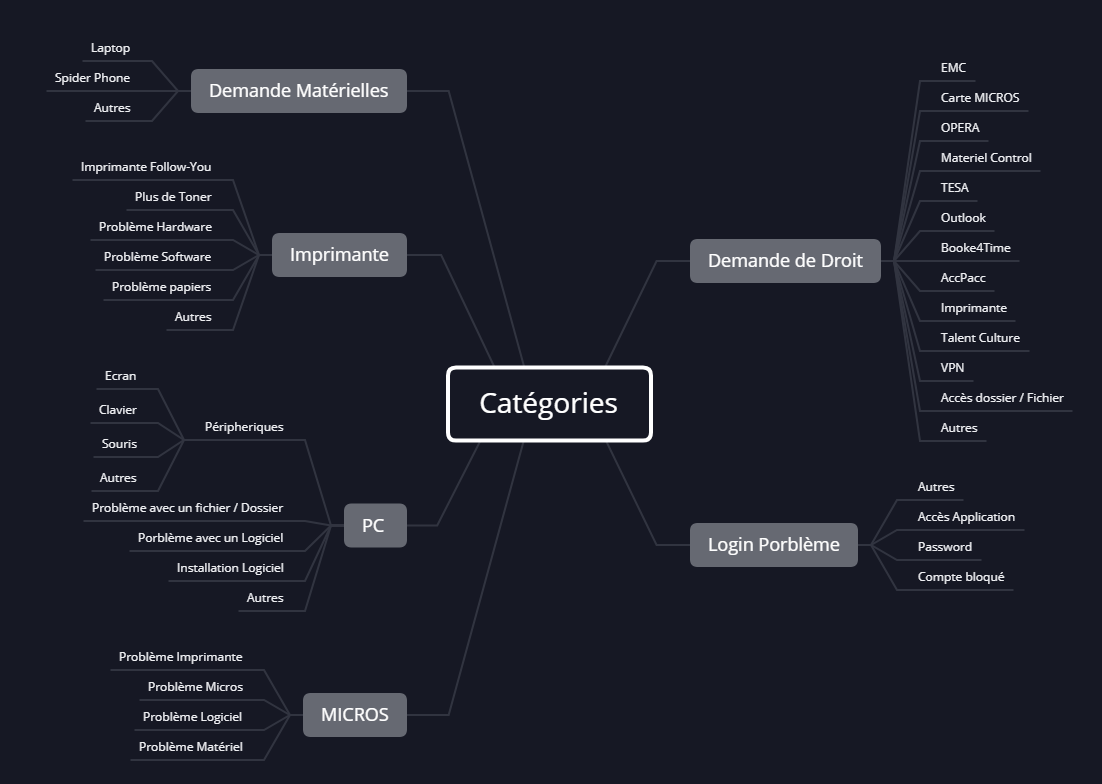 Catégories
Demande Matérielles
Laptop
Spider Phone
Autres
Imprimante
Imprimante Follow-You
Plus de Toner
Problème Hardware
Problème Software
Problème papiers
Autres
PC
Péripheriques
Ecran
Clavier
Souris
Autres
Problème avec un fichier / Dossier
Porblème avec un Logiciel
Installation Logiciel
Autres
MICROS
Problème Imprimante
Problème Micros
Problème Logiciel
Problème Matériel
Demande de Droit
EMC
Carte MICROS
OPERA
Materiel Control
TESA
Outlook
Booke4Time
AccPacc
Imprimante
Talent Culture
VPN
Accès dossier / Fichier
Autres
Login Porblème
Autres
Accès Application
Password
Compte bloqué